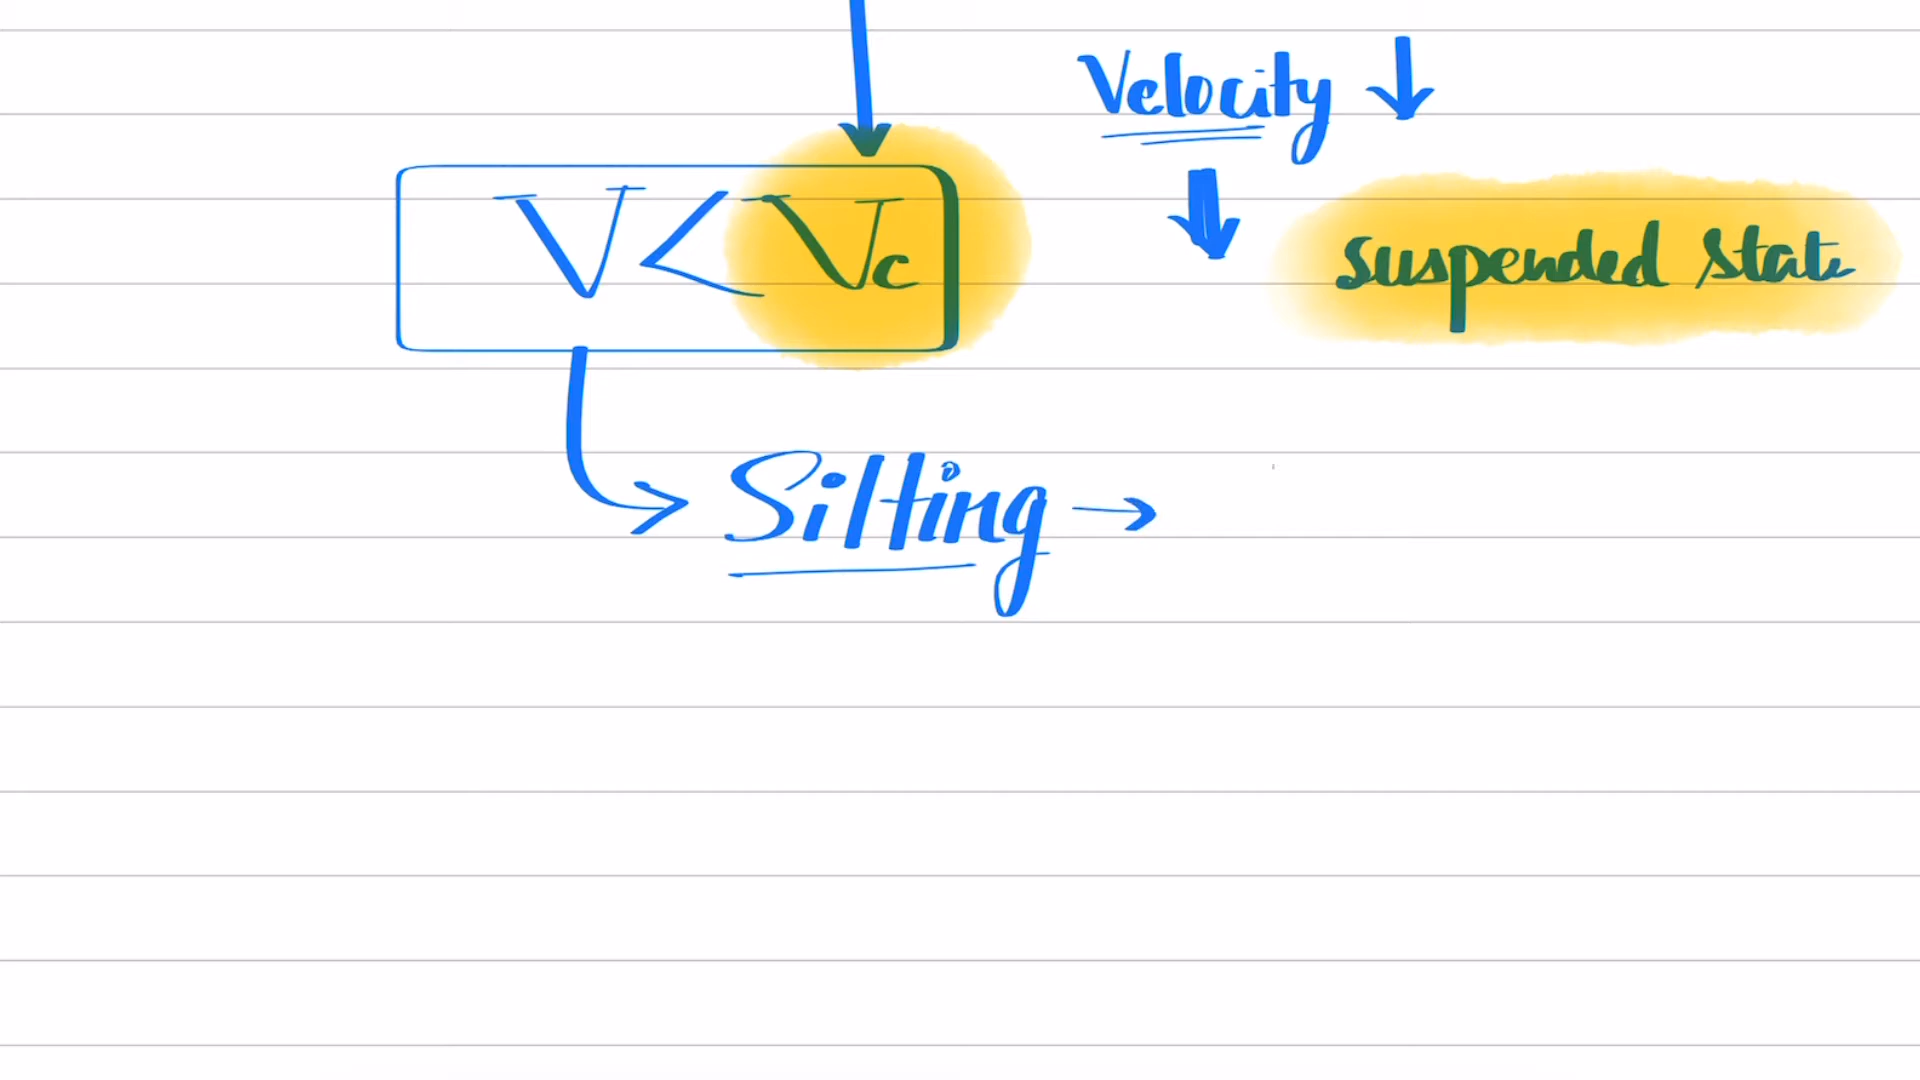 Velocity ↓
V < Vc
suspended state
Silting →